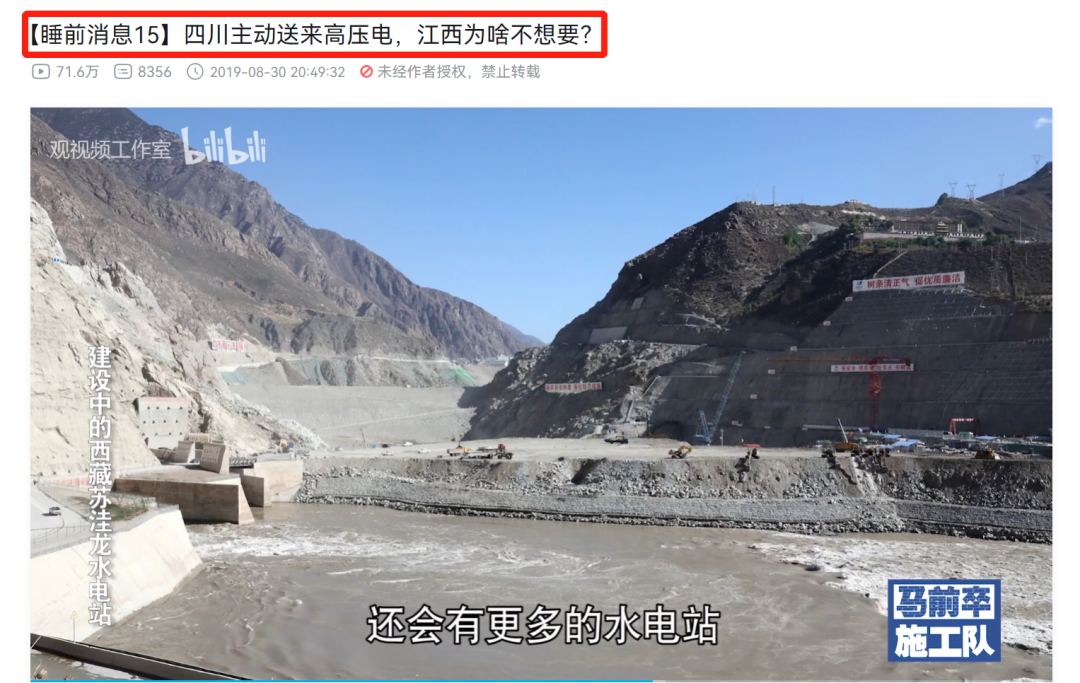 【睡前消息15】四川主动送来高压电，江西为啥不想要？
71.6万 8356 2019-08-30 20:49:32 未经作者授权，禁止转载
观视频工作室 bilibili
树亲清正气 促优质廉洁
建设中的西藏苏洼龙水电站
还会有更多的水电站
马前卒
施工队